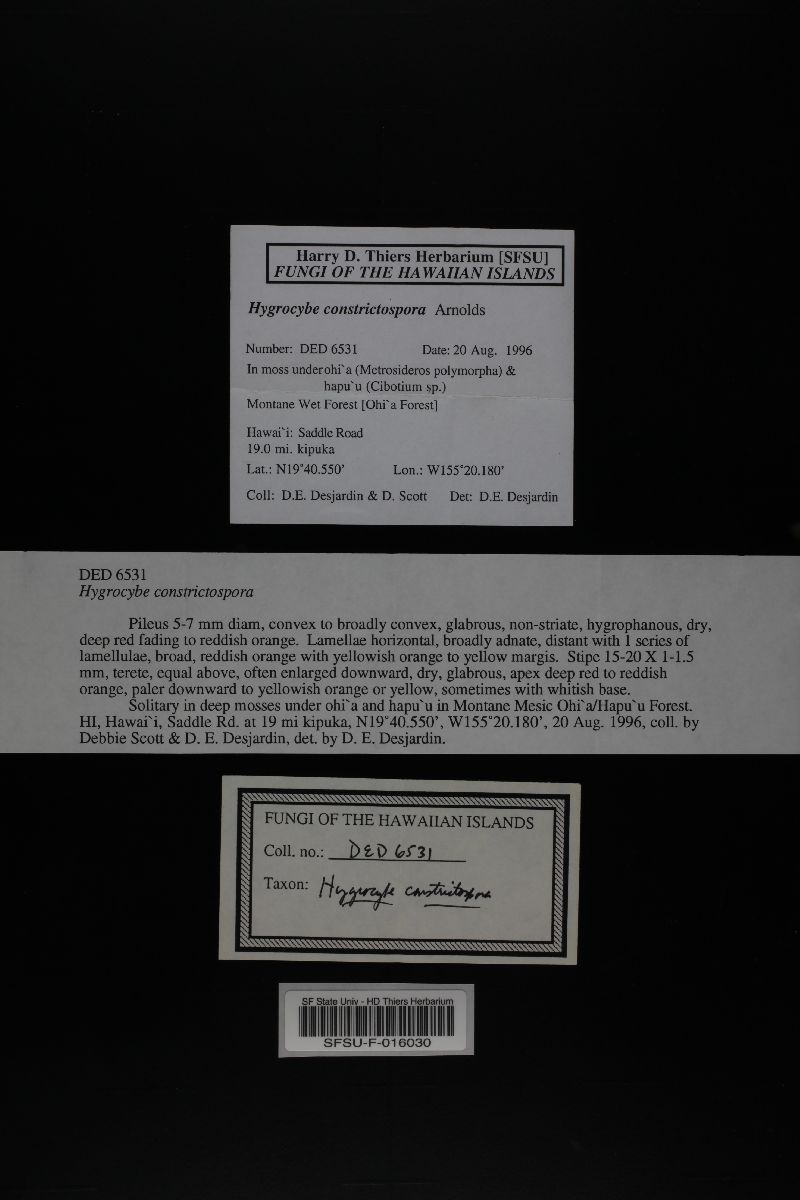 Harry D. Thiers Herbarium [SFSU]
FUNGI OF THE HAWAIIAN ISLANDS
Hygrocybe constrictospora Arnolds
Number: DED 6531 Date: 20 Aug. 1996
In moss under ohi`a (Metrosideros polymorpha) &
hapu`u (Cibotium sp.)
Montane Wet Forest [Ohi`a Forest]
Hawai`i: Saddle Road
19.0 mi. kipuka
Lat.: N19°40.550' Lon.: W155°20.180'
Coll: D.E. Desjardin & D. Scott Det: D.E. Desjardin
DED 6531
Hygrocybe constrictospora
Pileus 5-7 mm diam, convex to broadly convex, glabrous, non-striate, hygrophanous, dry,
deep red fading to reddish orange. Lamellae horizontal, broadly adnate, distant with 1 series of
lamellulae, broad, reddish orange with yellowish orange to yellow margis. Stipe 15-20 X 1-1.5
mm, terete, equal above, often enlarged downward, dry, glabrous, apex deep red to reddish
orange, paler downward to yellowish orange or yellow, sometimes with whitish base.
Solitary in deep mosses under ohi`a and hapu`u in Montane Mesic Ohi`a/Hapu`u Forest.
HI, Hawai`i, Saddle Rd. at 19 mi kipuka, N19°40.550', W155°20.180', 20 Aug. 1996, coll. by
Debbie Scott & D. E. Desjardin, det. by D. E. Desjardin.
FUNGI OF THE HAWAIIAN ISLANDS
Coll. no.: DED 6531
Taxon: Hygrocybe constrictospora
SF State Univ - HD Thiers Herbarium
SFSU-F-016030